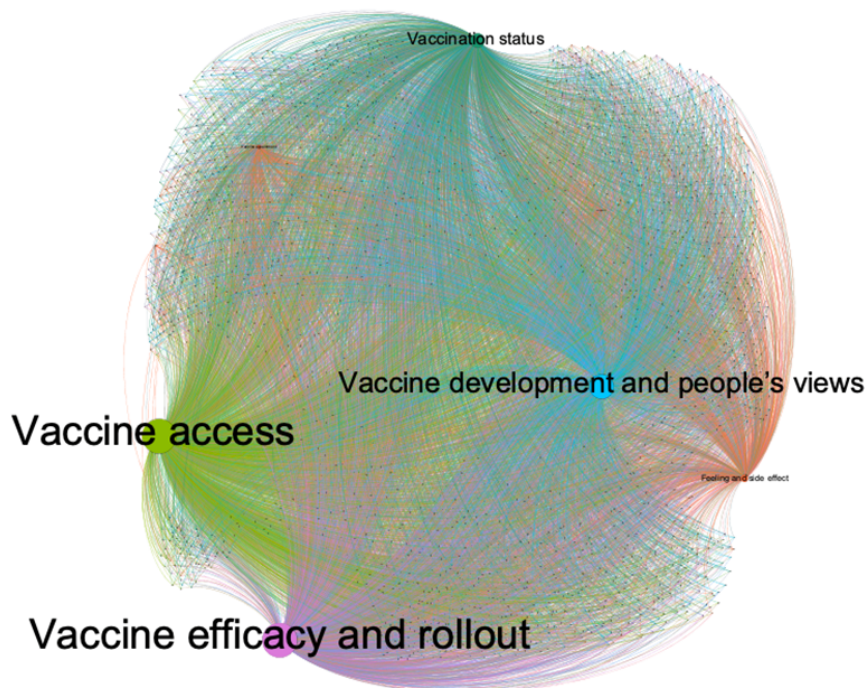 Vaccination status
Vaccine development and people's views
Vaccine access
Feeling and side effect
Vaccine efficacy and rollout